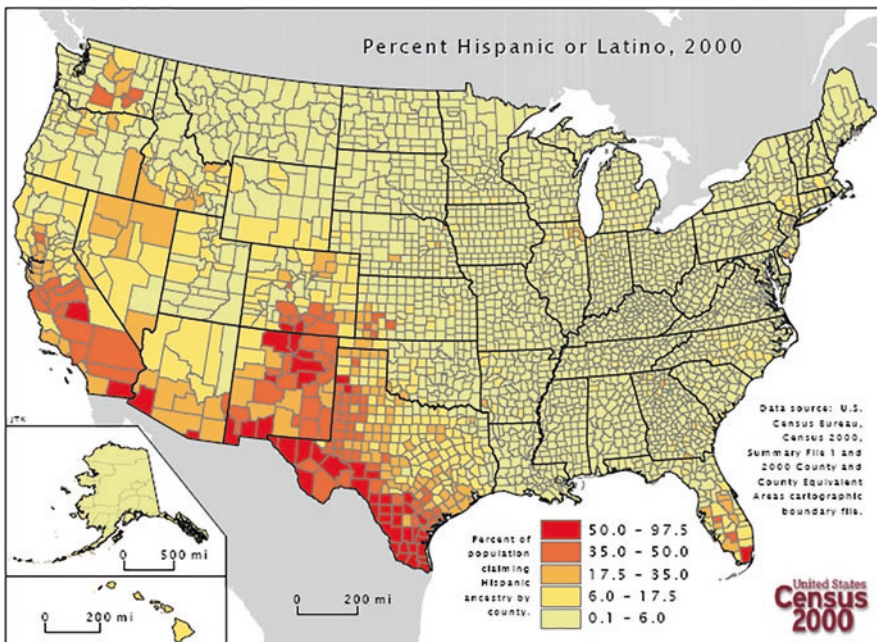 Percent Hispanic or Latino, 2000
JTK
Data source: U.S.
Census Bureau,
Census 2000,
Summary File 1 and
2000 County and
County Equivalent
Areas cartographic
boundary file.
0 500 mi
0 200 mi
0 200 mi
Percent of
population
claiming
Hispanic
ancestry by
county.
50.0 - 97.5
35.0 - 50.0
17.5 - 35.0
6.0 - 17.5
0.1 - 6.0
United States
Census
2000